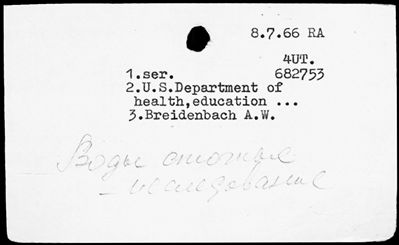 8.7.66 RA
4UT.
1.ser. 682753
2.U.S.Department of
health,education ...
3.Breidenbach A.W.
Воды сточные
– исследование